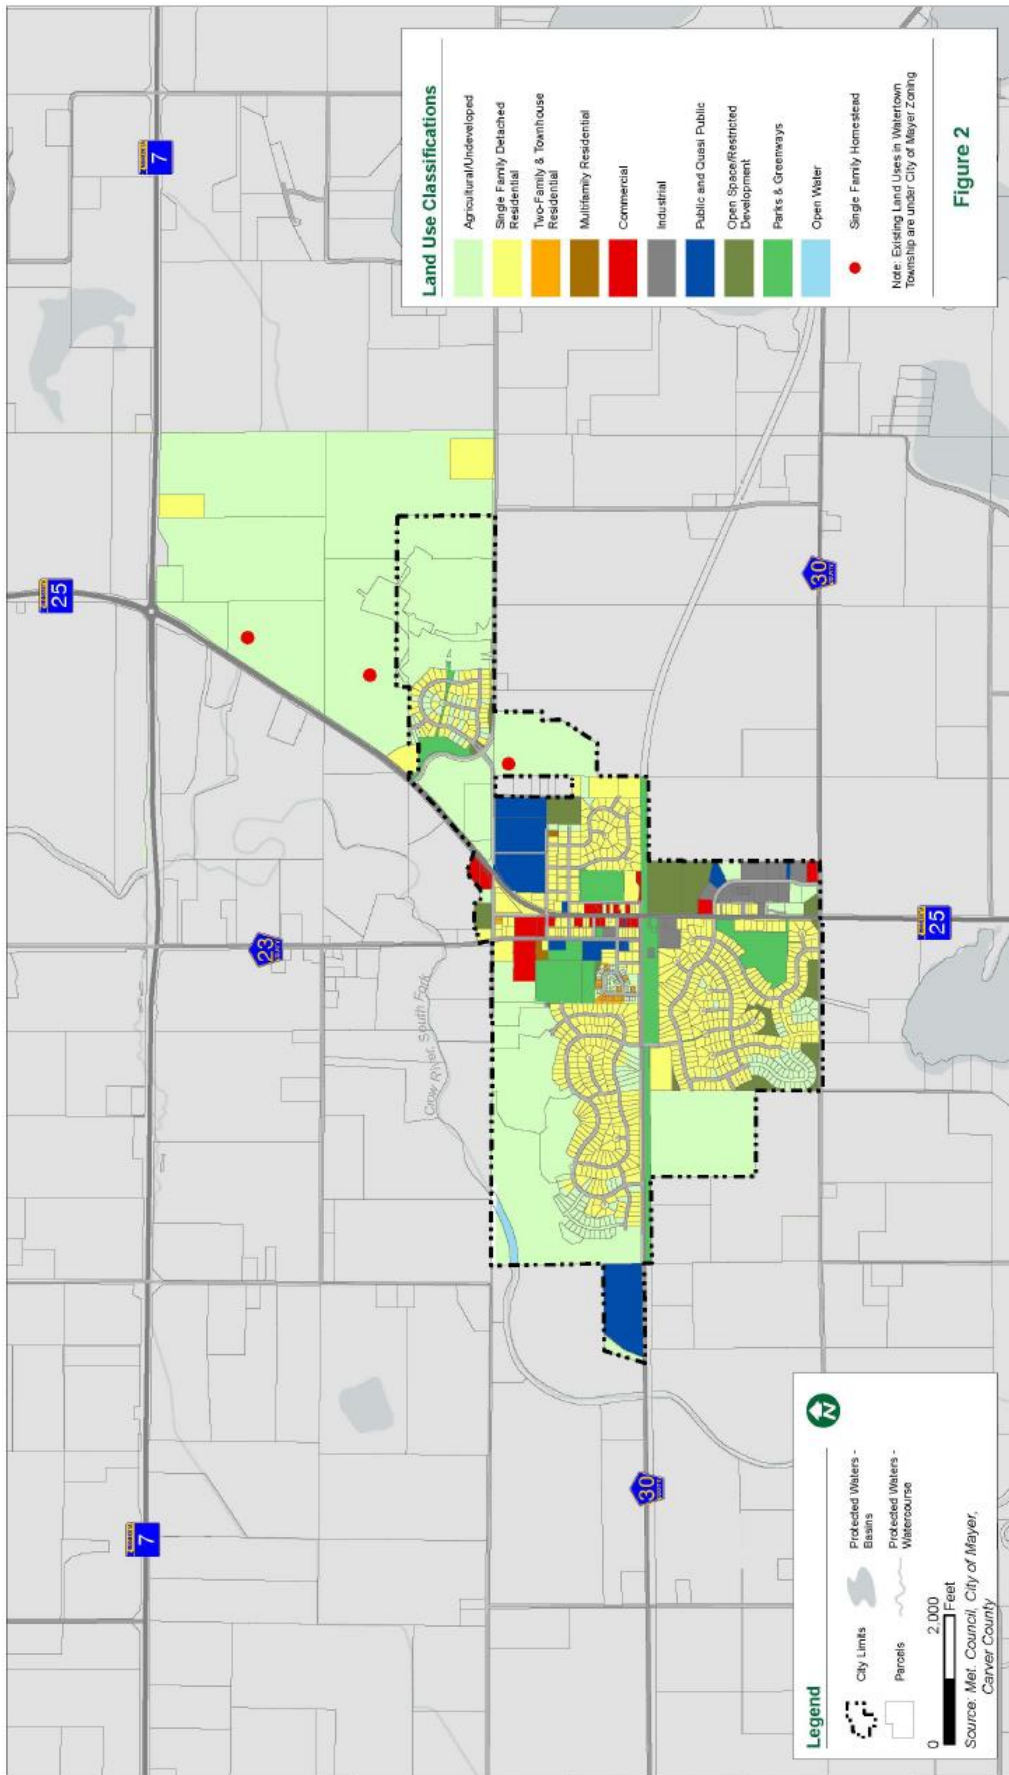 Land Use Classifications
Agricultural/Undeveloped
Single Family Detached
Residential
Two-Family & Townhouse
Residential
Multifamily Residential
Commercial
Industrial
Public and Quasi Public
Open Space/Restricted
Development
Parks & Greenways
Open Water
Single Family Homestead
Note: Existing Land Uses in Watertown
Township are under City of Mayer Zoning
Figure 2
7
25
23
7
30
25
30
Crow River, South Fork
Legend
City Limits
Parcels
Protected Waters -
Basins
Protected Waters -
Watercourse
N
0
2,000
Feet
Source: Met. Council, City of Mayer,
Carver County